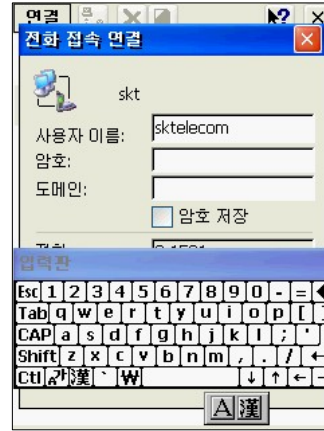 연결
전화 접속 연결
skt
사용자 이름: sktelecom
암호:
도메인:
암호 저장
입력판
Esc 1 2 3 4 5 6 7 8 9 0 - =
Tab q w e r t y u i o p [ ]
CAP a s d f g h j k l ; '
Shift z x c v b n m , . / ←
Ctl 가 漢 ` ₩ ↓ ↑ ← -
A 漢